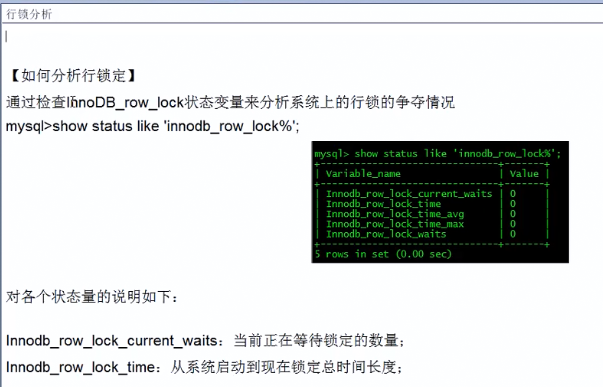 行锁分析
【如何分析行锁定】
通过检查InnoDB_row_lock状态变量来分析系统上的行锁的争夺情况
mysql>show status like 'innodb_row_lock%';
mysql> show status like 'innodb_row_lock%';
+-------------------------------+-------+
| Variable_name | Value |
+-------------------------------+-------+
| Innodb_row_lock_current_waits | 0 |
| Innodb_row_lock_time | 0 |
| Innodb_row_lock_time_avg | 0 |
| Innodb_row_lock_time_max | 0 |
| Innodb_row_lock_waits | 0 |
+-------------------------------+-------+
5 rows in set (0.00 sec)
对各个状态量的说明如下：
Innodb_row_lock_current_waits：当前正在等待锁定的数量；
Innodb_row_lock_time：从系统启动到现在锁定总时间长度；